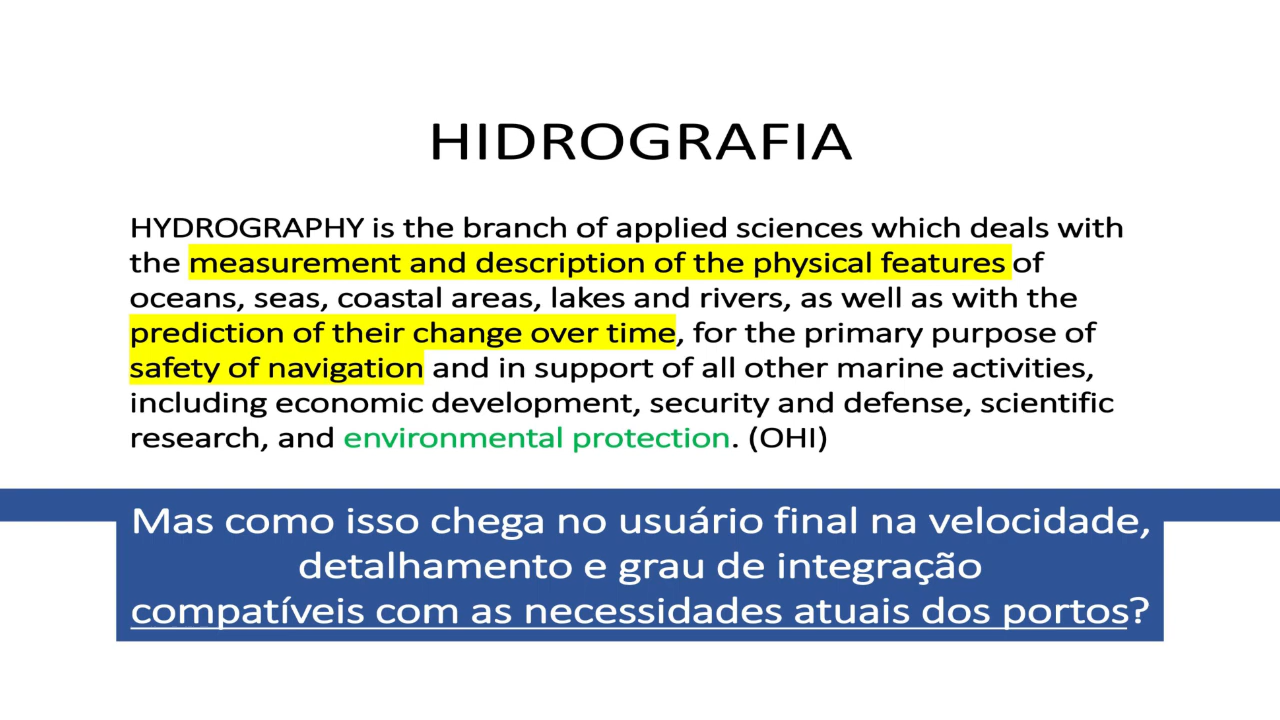 HIDROGRAFIA
HYDROGRAPHY is the branch of applied sciences which deals with
the measurement and description of the physical features of
oceans, seas, coastal areas, lakes and rivers, as well as with the
prediction of their change over time, for the primary purpose of
safety of navigation and in support of all other marine activities,
including economic development, security and defense, scientific
research, and environmental protection. (OHI)
Mas como isso chega no usuário final na velocidade,
detalhamento e grau de integração
compatíveis com as necessidades atuais dos portos?